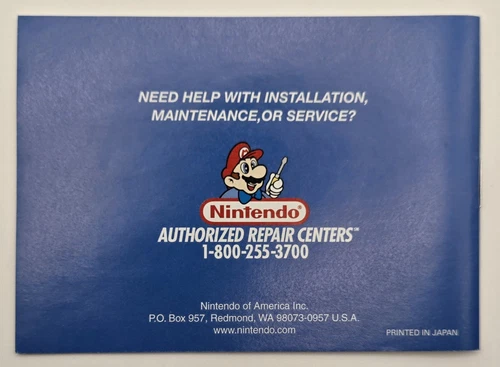 NEED HELP WITH INSTALLATION,
MAINTENANCE,OR SERVICE?
M
Nintendo®
AUTHORIZED REPAIR CENTERS™
1-800-255-3700
Nintendo of America Inc.
P.O. Box 957, Redmond, WA 98073-0957 U.S.A.
www.nintendo.com
PRINTED IN JAPAN